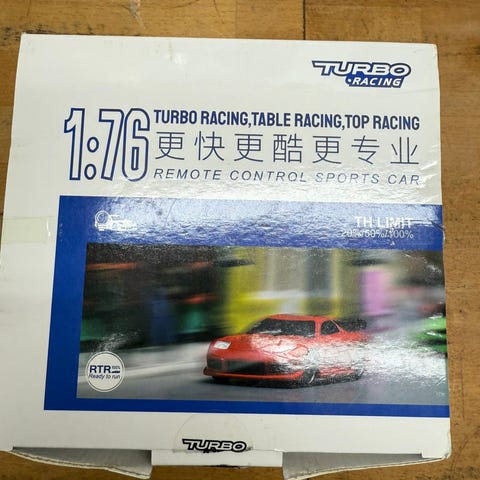 TURBO
RACING
1:76
TURBO RACING,TABLE RACING,TOP RACING
更快更酷更专业
REMOTE CONTROL SPORTS CAR
TH LIMIT
20%/50%/100%
RTR
Ready to run
TURBO